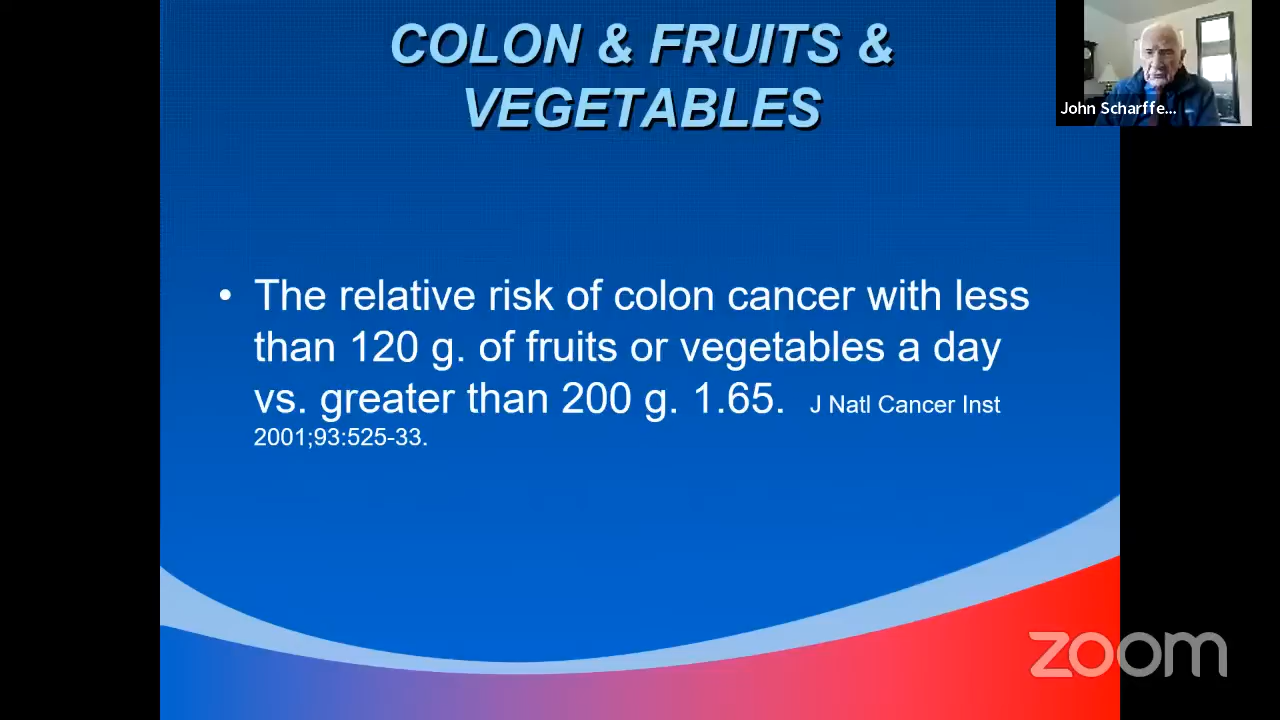 COLON & FRUITS &
VEGETABLES
John Scharffe...
• The relative risk of colon cancer with less
than 120 g. of fruits or vegetables a day
vs. greater than 200 g. 1.65. J Natl Cancer Inst
2001;93:525-33.
zoom